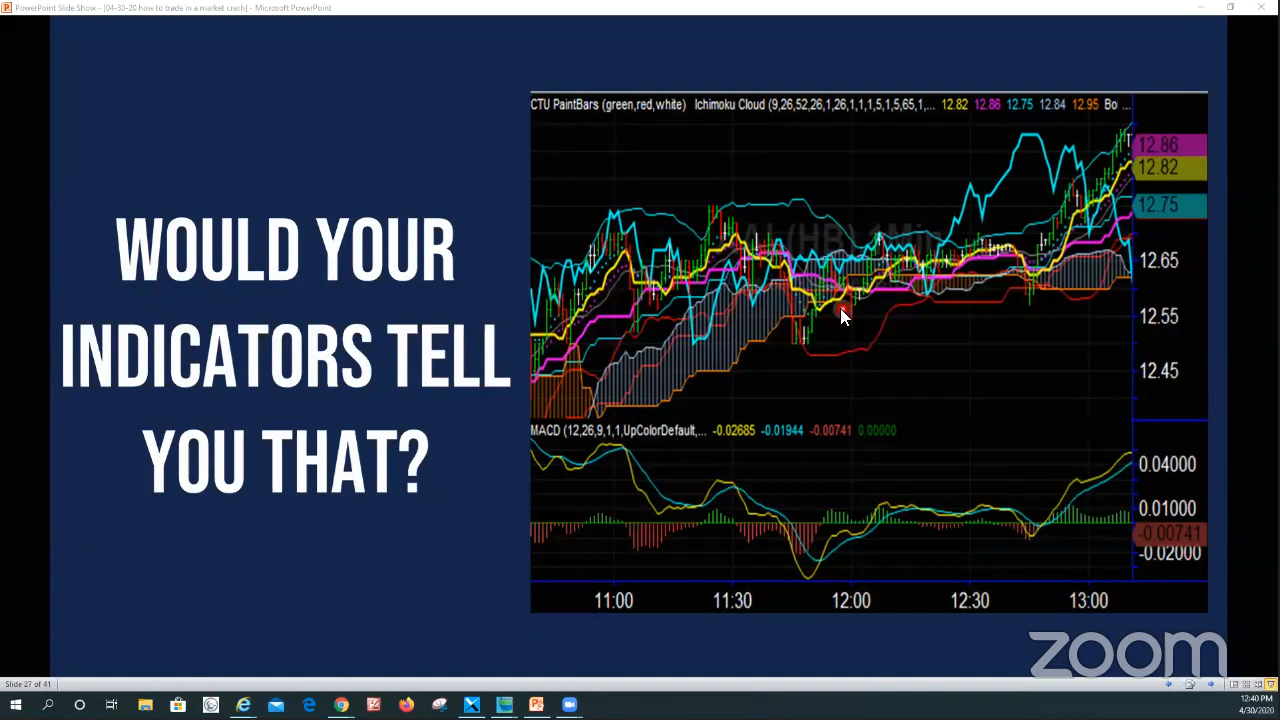 PowerPoint Slide Show - [04-30-20 how to trade in a market crach] - Microsoft PowerPoint
WOULD YOUR
INDICATORS TELL
YOU THAT?
CTU PaintBars (green,red,white) Ichimoku Cloud (9,26,52,26,1,26,1,1,1,5,1,5,65,1,... 12.82 12.86 12.75 12.84 12.95 Bo ...
12.86
12.82
12.75
12.65
12.55
12.45
MACD (12,26,9,1,1,UpColorDefault,... -0.02685 -0.01944 -0.00741 0.00000
0.04000
0.01000
-0.00741
-0.02000
11:00 11:30 12:00 12:30 13:00
zoom
Slide 27 of 41
12:40 PM
4/30/2020